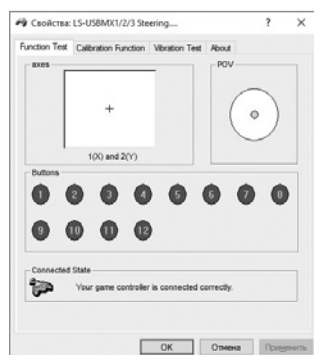 Свойства: LS-USBMX1/2/3 Steering....
? ×
Function Test Calibration Function Vibration Test About
axes
POV
1(X) and 2(Y)
Buttons
1 2 3 4 5 6 7 8
9 10 11 12
Connected State
Your game controller is connected correctly.
OK Отмена Применить